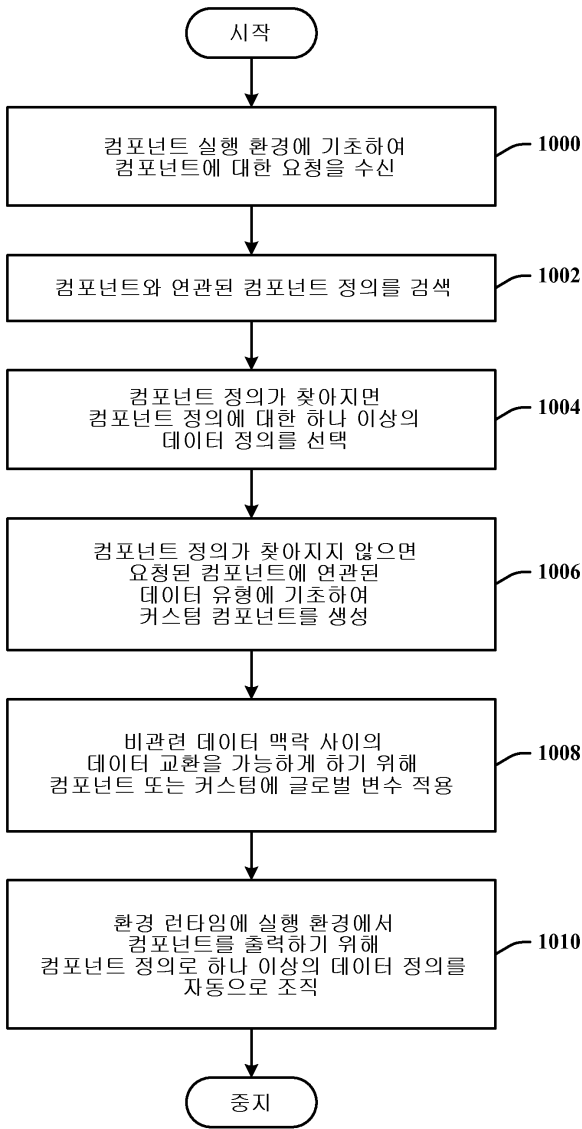 시작
컴포넌트 실행 환경에 기초하여
컴포넌트에 대한 요청을 수신
1000
컴포넌트와 연관된 컴포넌트 정의를 검색
1002
컴포넌트 정의가 찾아지면
컴포넌트 정의에 대한 하나 이상의
데이터 정의를 선택
1004
컴포넌트 정의가 찾아지지 않으면
요청된 컴포넌트에 연관된
데이터 유형에 기초하여
커스텀 컴포넌트를 생성
1006
비관련 데이터 맥락 사이의
데이터 교환을 가능하게 하기 위해
컴포넌트 또는 커스텀에 글로벌 변수 적용
1008
환경 런타임에 실행 환경에서
컴포넌트를 출력하기 위해
컴포넌트 정의로 하나 이상의 데이터 정의를
자동으로 조직
1010
중지